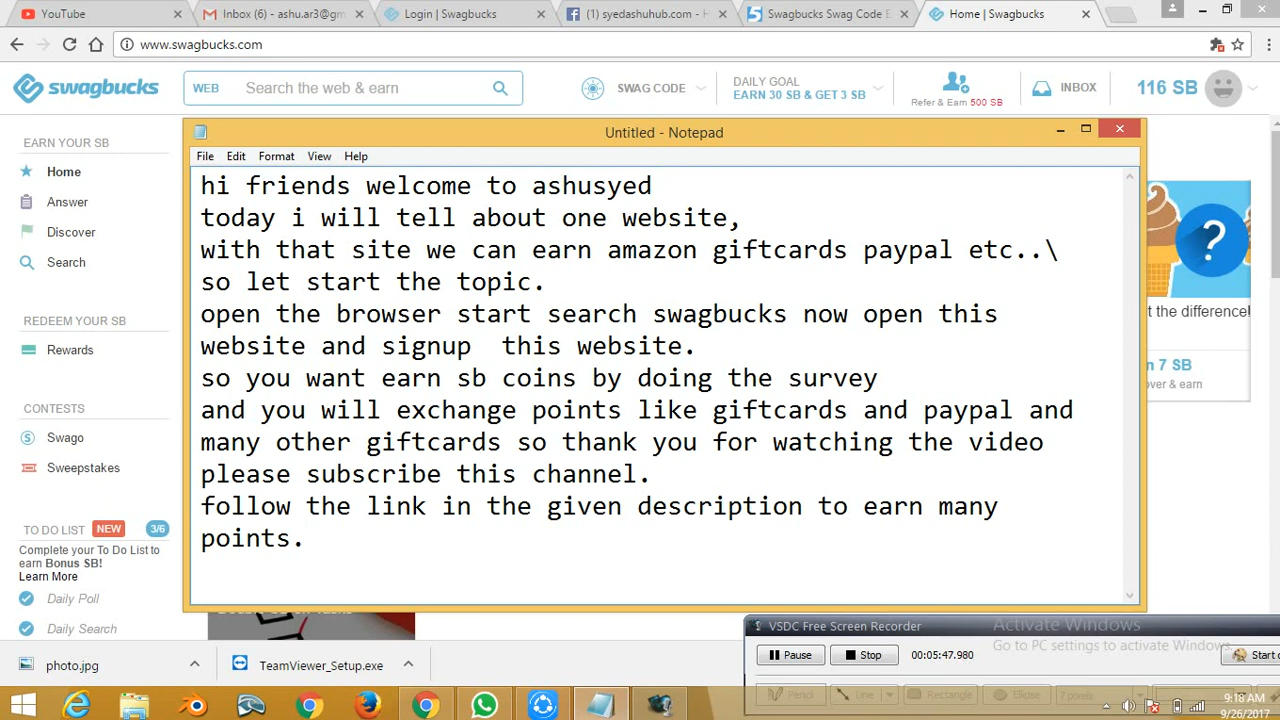 YouTube
Inbox (6) - ashu.ar3@gm
Login | Swagbucks
(1) syedashuhub.com - H
Swagbucks Swag Code E
Home | Swagbucks
www.swagbucks.com
swagbucks
WEB
Search the web & earn
SWAG CODE
DAILY GOAL
EARN 30 SB & GET 3 SB
Refer & Earn 500 SB
INBOX
116 SB
EARN YOUR SB
Home
Answer
Discover
Search
REDEEM YOUR SB
Rewards
CONTESTS
Swago
Sweepstakes
TO DO LIST NEW 3/6
Complete your To Do List to
earn Bonus SB!
Learn More
Daily Poll
Daily Search
Untitled - Notepad
File Edit Format View Help
hi friends welcome to ashusyed
today i will tell about one website,
with that site we can earn amazon giftcards paypal etc..\
so let start the topic.
open the browser start search swagbucks now open this
website and signup  this website.
so you want earn sb coins by doing the survey
and you will exchange points like giftcards and paypal and
many other giftcards so thank you for watching the video
please subscribe this channel.
follow the link in the given description to earn many
points.
?
t the difference!
n 7 SB
over & earn
VSDC Free Screen Recorder
Activate Windows
Go to PC settings to activate Windows.
Pause
Stop
00:05:47.980
Start
Pencil
Line
Rectangle
Ellipse
7 pixels
photo.jpg
TeamViewer_Setup.exe
9:18 AM
9/26/2017